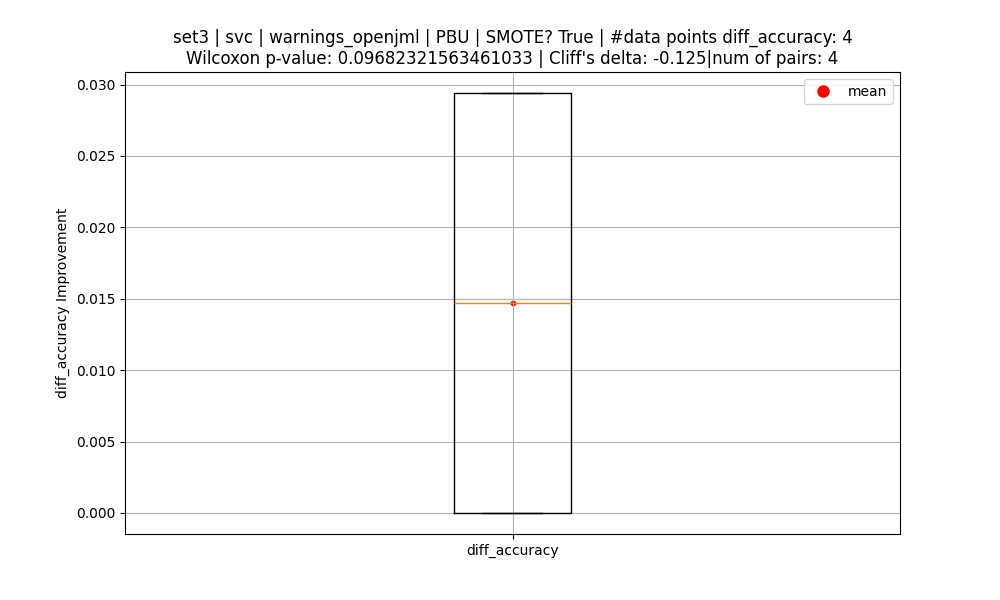 set3 | svc | warnings_openjml | PBU | SMOTE? True | #data points diff_accuracy: 4
Wilcoxon p-value: 0.09682321563461033 | Cliff's delta: -0.125|num of pairs: 4
mean
0.030
0.025
0.020
0.015
0.010
0.005
0.000
diff_accuracy Improvement
diff_accuracy